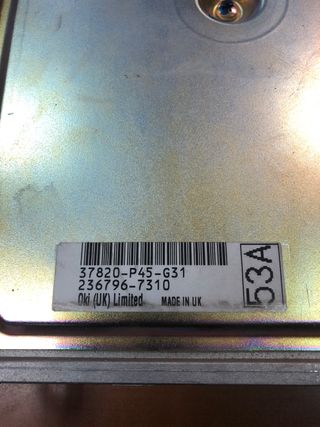 37820-P45-G31
236796-7310
Oki (UK) Limited MADE IN UK
53A